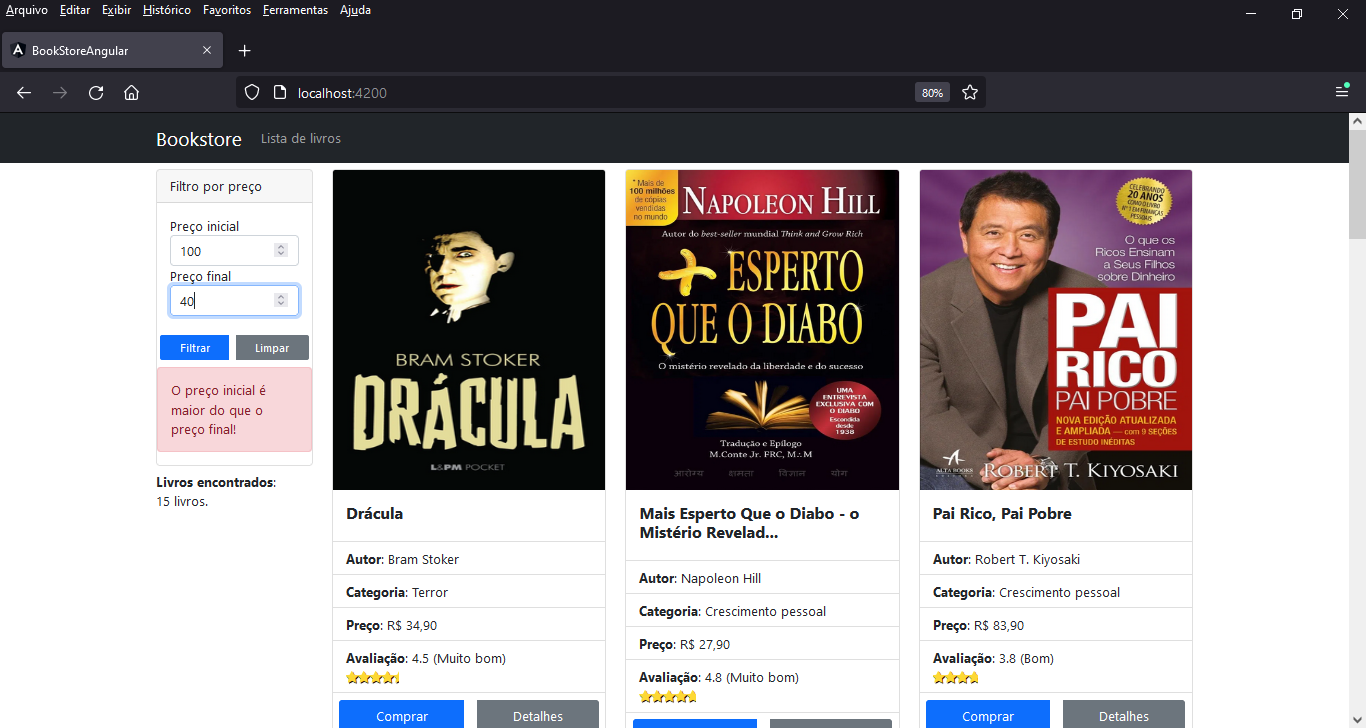 Arquivo Editar Exibir Histórico Favoritos Ferramentas Ajuda
BookStoreAngular
localhost:4200
80%
Bookstore Lista de livros
Filtro por preço
Preço inicial
100
Preço final
40
Filtrar Limpar
O preço inicial é
maior do que o
preço final!
Livros encontrados:
15 livros.
BRAM STOKER
DRÁCULA
L&PM POCKET
Drácula
Autor: Bram Stoker
Categoria: Terror
Preço: R$ 34,90
Avaliação: 4.5 (Muito bom)
Comprar Detalhes
* Mais de
100 milhões
de cópias
vendidas
no mundo
NAPOLEON HILL
Autor do best-seller mundial Think and Grow Rich
+ ESPERTO
QUE O DIABO
O mistério revelado da liberdade e do sucesso
UMA
ENTREVISTA
EXCLUSIVA COM
O DIABO
Escondida
desde
1938
Tradução e Epílogo
M.Conte Jr. FRC, M∴M
Mais Esperto Que o Diabo - o
Mistério Revelad...
Autor: Napoleon Hill
Categoria: Crescimento pessoal
Preço: R$ 27,90
Avaliação: 4.8 (Muito bom)
CELEBRANDO
20 ANOS
COMO O LIVRO
Nº 1 EM FINANÇAS
PESSOAIS
O que os
Ricos Ensinam
a Seus Filhos
sobre Dinheiro
PAI
RICO
PAI POBRE
NOVA EDIÇÃO ATUALIZADA
E AMPLIADA — com 9 SEÇÕES
DE ESTUDO INÉDITAS
ALTA BOOKS
ROBERT T. KIYOSAKI
Pai Rico, Pai Pobre
Autor: Robert T. Kiyosaki
Categoria: Crescimento pessoal
Preço: R$ 83,90
Avaliação: 3.8 (Bom)
Comprar Detalhes